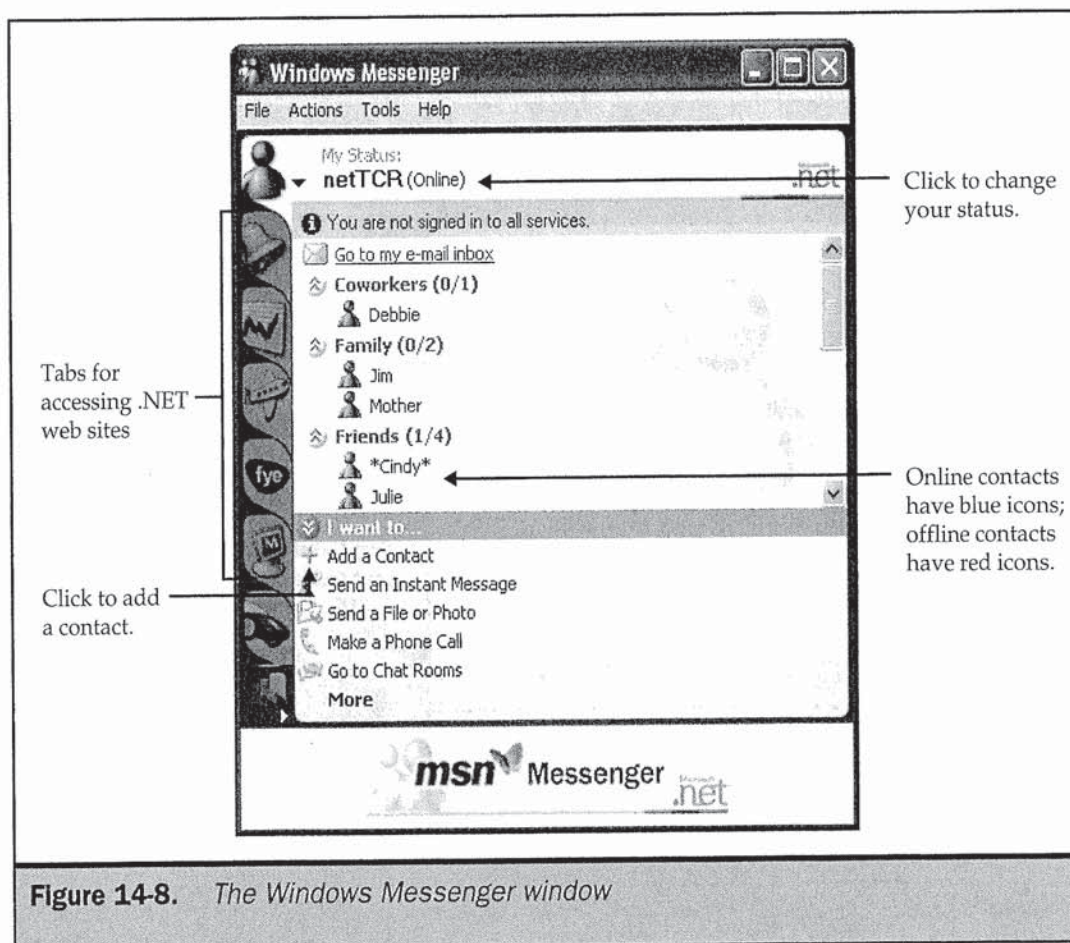 Windows Messenger
File Actions Tools Help
My Status:
netTCR (Online)
.net
Click to change
your status.
You are not signed in to all services.
Go to my e-mail inbox
Coworkers (0/1)
Debbie
Family (0/2)
Jim
Mother
Tabs for
accessing .NET
web sites
Friends (1/4)
*Cindy*
Julie
fye
Online contacts
have blue icons;
offline contacts
have red icons.
I want to...
Add a Contact
Send an Instant Message
Click to add
a contact.
Send a File or Photo
Make a Phone Call
Go to Chat Rooms
More
msn Messenger
Microsoft
.net
Figure 14-8. The Windows Messenger window